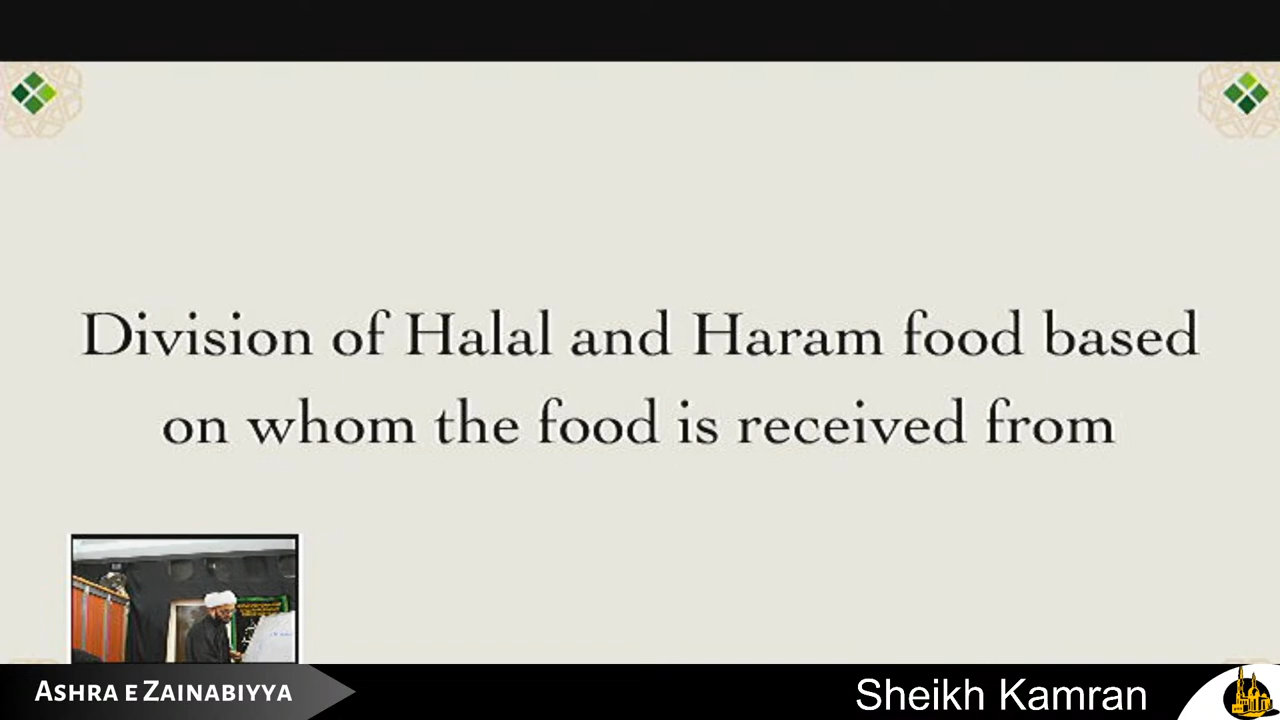 Division of Halal and Haram food based
on whom the food is received from
ASHRA E ZAINABIYYA
Sheikh Kamran